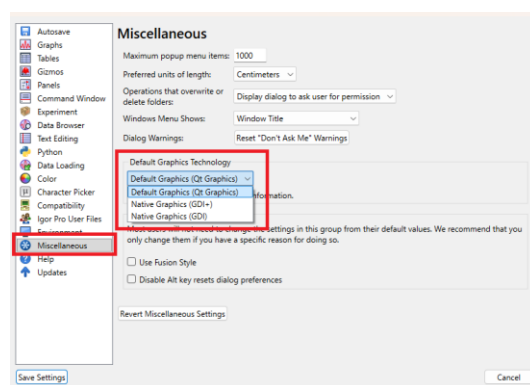 Autosave
Graphs
Tables
Gizmos
Panels
Command Window
Experiment
Data Browser
Text Editing
Python
Data Loading
Color
Character Picker
Compatibility
Igor Pro User Files
Miscellaneous
Help
Updates
Miscellaneous
Maximum popup menu items: 1000
Preferred units of length: Centimeters
Operations that overwrite or
delete folders: Display dialog to ask user for permission
Windows Menu Shows: Window Title
Dialog Warnings: Reset "Don't Ask Me" Warnings
Default Graphics Technology
Default Graphics (Qt Graphics)
Default Graphics (Qt Graphics)
Native Graphics (GDI+)
Native Graphics (GDI)
Most users will not need to change the settings in this group from their default values. We recommend that you
only change them if you have a specific reason for doing so.
Use Fusion Style
Disable Alt key resets dialog preferences
Revert Miscellaneous Settings
Save Settings
Cancel